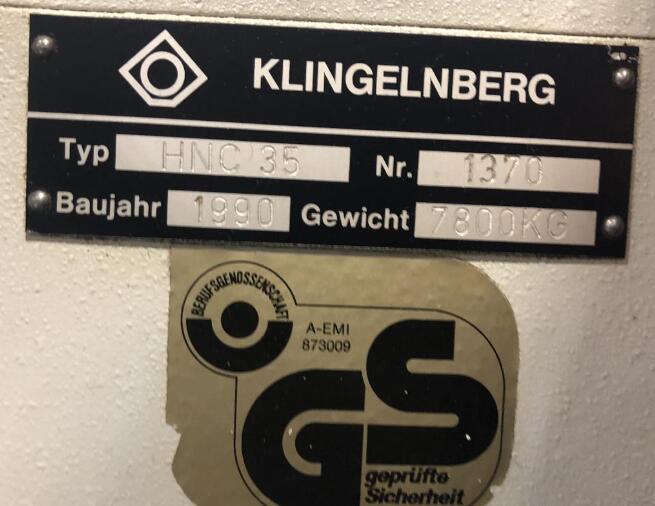 KLINGELNBERG
Typ HNC 35 Nr. 1370
Baujahr 1990 Gewicht 7800KG
BERUFSGENOSSENSCHAFT
A-EMI
873009
GS
geprüfte
Sicherheit